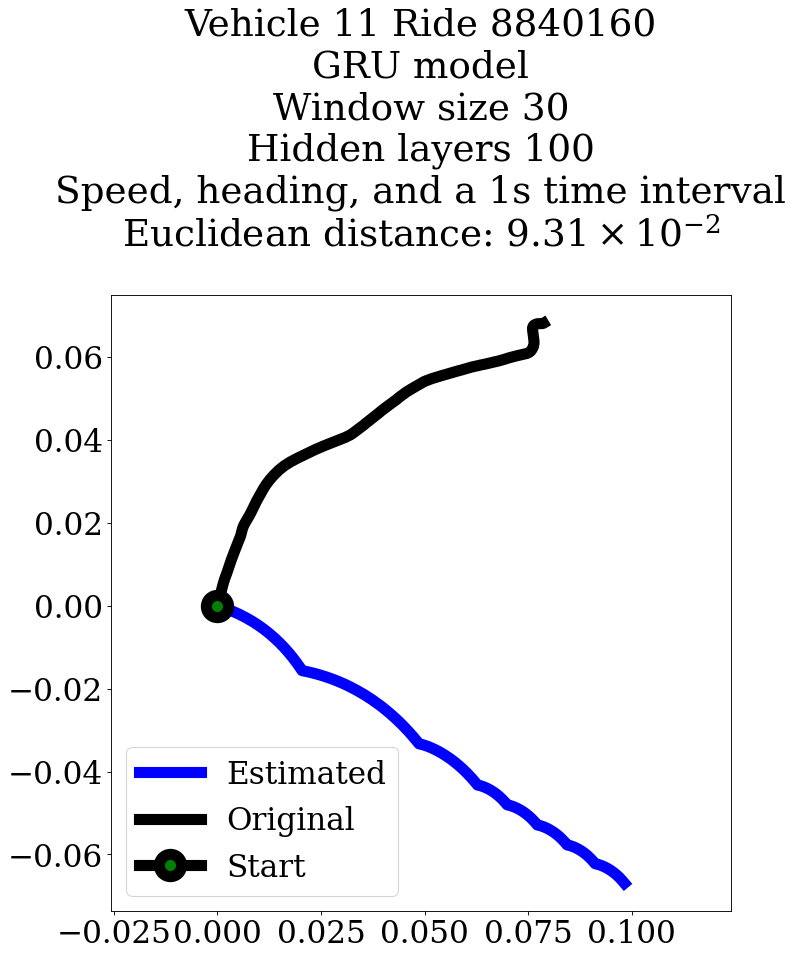 Vehicle 11 Ride 8840160
GRU model
Window size 30
Hidden layers 100
Speed, heading, and a 1s time interval
Euclidean distance: 9.31 × 10⁻²
0.06
0.04
0.02
0.00
−0.02
−0.04
−0.06
Estimated
Original
Start
−0.025 0.000 0.025 0.050 0.075 0.100